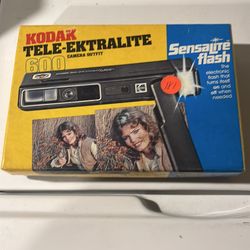 KODAK
TELE-EKTRALITE
600
CAMERA OUTFIT
Sensalite
flash
the
electronic
flash that
turns itself
on and
off when
needed